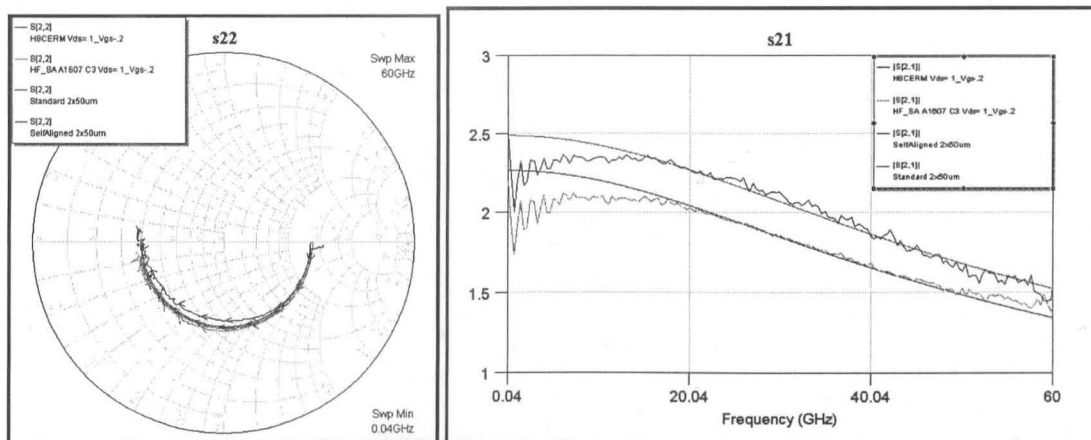 S[2,2]
H8CERM Vds= 1_Vgs-.2
S[2,2]
HF_SA A1607 C3 Vds= 1_Vgs-.2
S[2,2]
Standard 2x50um
S[2,2]
SelfAligned 2x50um
s22
Swp Max
60GHz
Swp Min
0.04GHz
s21
|S[2,1]|
H8CERM Vds= 1_Vgs-.2
|S[2,1]|
HF_SA A1607 C3 Vds= 1_Vgs-.2
|S[2,1]|
SelfAligned 2x50um
|S[2,1]|
Standard 2x50um
3
2.5
2
1.5
1
0.04
20.04
40.04
60
Frequency (GHz)